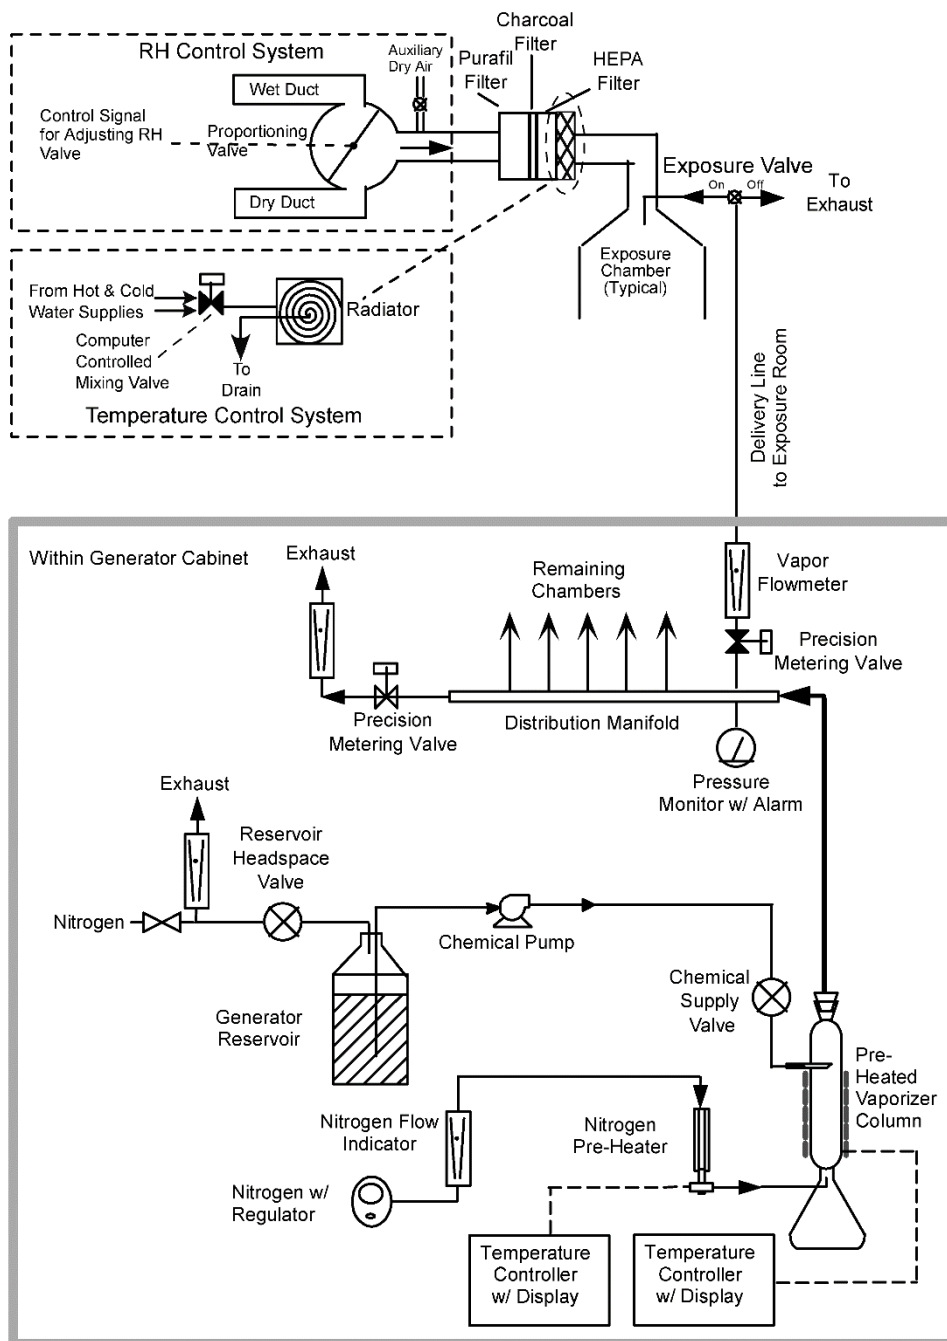 RH Control System
Auxiliary
Dry Air
Charcoal
Filter
Purafil
Filter
HEPA
Filter
Wet Duct
Control Signal
for Adjusting RH
Valve
Proportioning
Valve
Dry Duct
Exposure Valve
On
Off
To
Exhaust
Exposure
Chamber
(Typical)
From Hot & Cold
Water Supplies
Radiator
Computer
Controlled
Mixing Valve
To
Drain
Temperature Control System
Delivery Line
to Exposure Room
Within Generator Cabinet
Exhaust
Remaining
Chambers
Vapor
Flowmeter
Precision
Metering Valve
Precision
Metering Valve
Distribution Manifold
Pressure
Monitor w/ Alarm
Exhaust
Reservoir
Headspace
Valve
Nitrogen
Chemical Pump
Chemical
Supply
Valve
Generator
Reservoir
Pre-
Heated
Vaporizer
Column
Nitrogen Flow
Indicator
Nitrogen
Pre-Heater
Nitrogen w/
Regulator
Temperature
Controller
w/ Display
Temperature
Controller
w/ Display